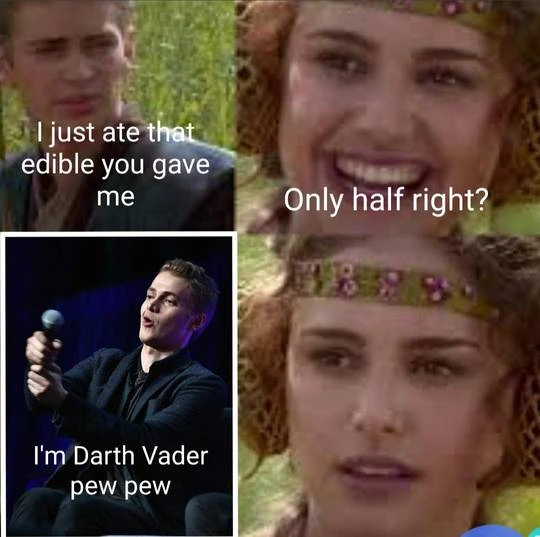 I just ate that
edible you gave
me
Only half right?
I'm Darth Vader
pew pew